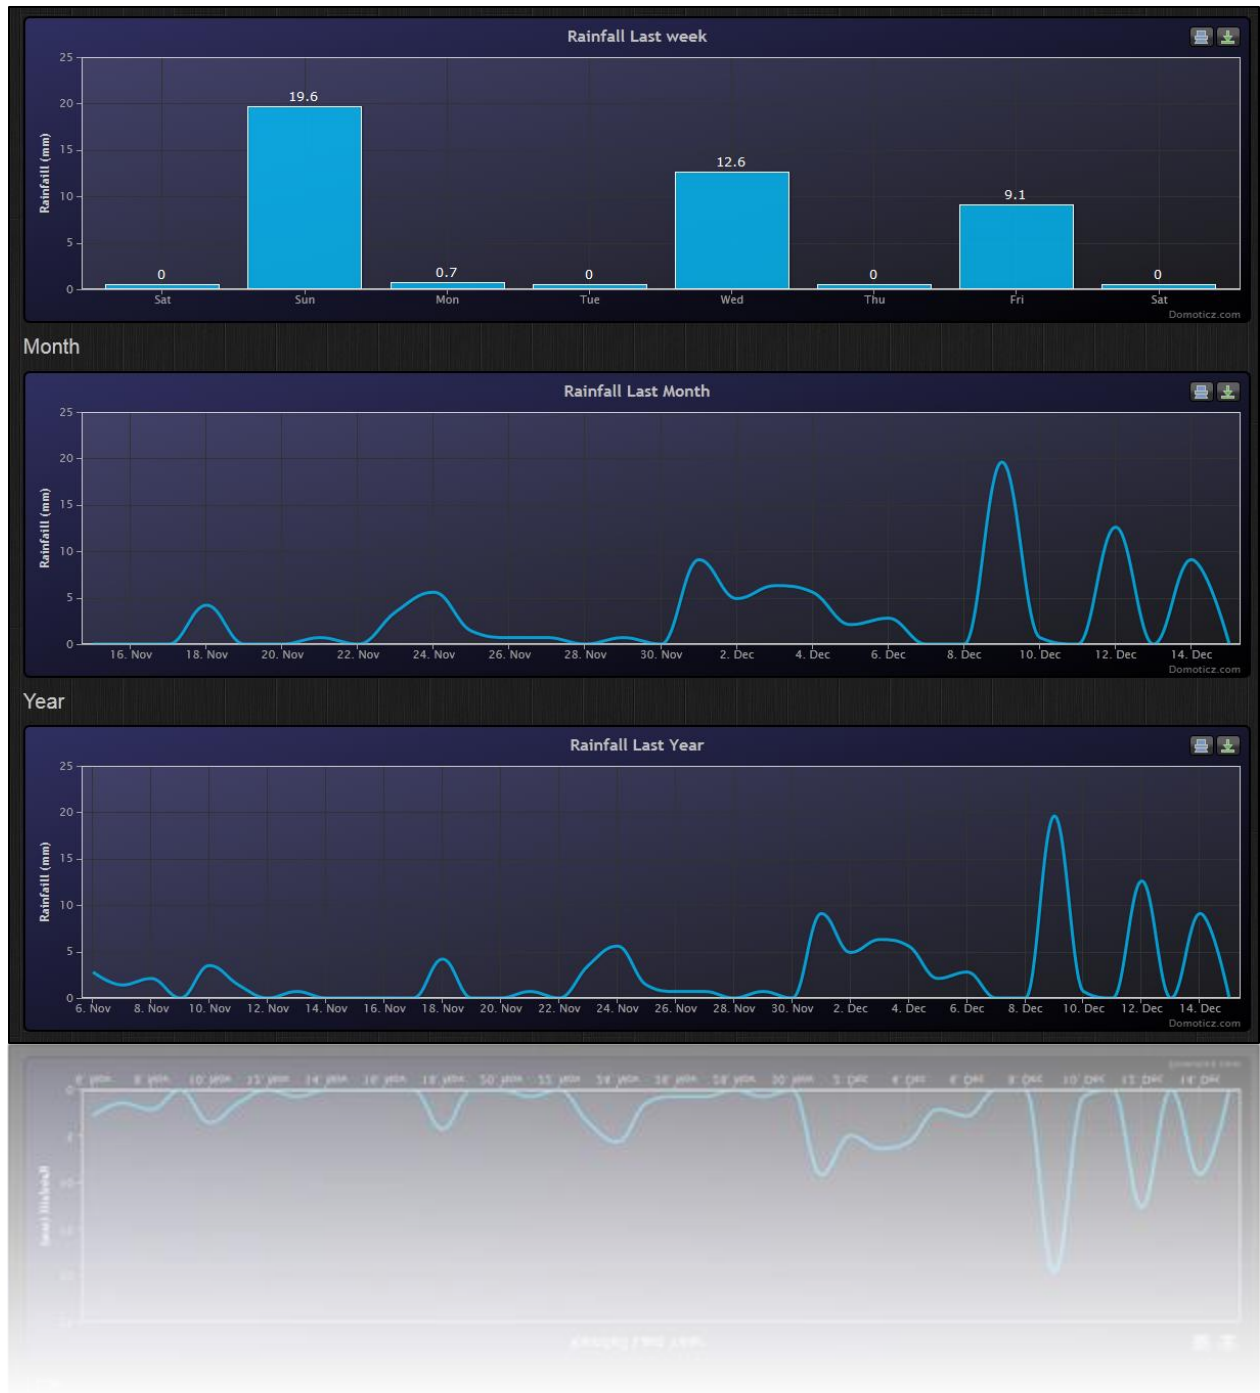 Rainfall Last week
Rainfaill (mm)
25
20
15
10
5
0
0
19.6
0.7
0
12.6
0
9.1
0
Sat Sun Mon Tue Wed Thu Fri Sat
Domoticz.com
Month
Rainfall Last Month
Rainfaill (mm)
25
20
15
10
5
0
16. Nov 18. Nov 20. Nov 22. Nov 24. Nov 26. Nov 28. Nov 30. Nov 2. Dec 4. Dec 6. Dec 8. Dec 10. Dec 12. Dec 14. Dec
Domoticz.com
Year
Rainfall Last Year
Rainfaill (mm)
25
20
15
10
5
0
6. Nov 8. Nov 10. Nov 12. Nov 14. Nov 16. Nov 18. Nov 20. Nov 22. Nov 24. Nov 26. Nov 28. Nov 30. Nov 2. Dec 4. Dec 6. Dec 8. Dec 10. Dec 12. Dec 14. Dec
Domoticz.com